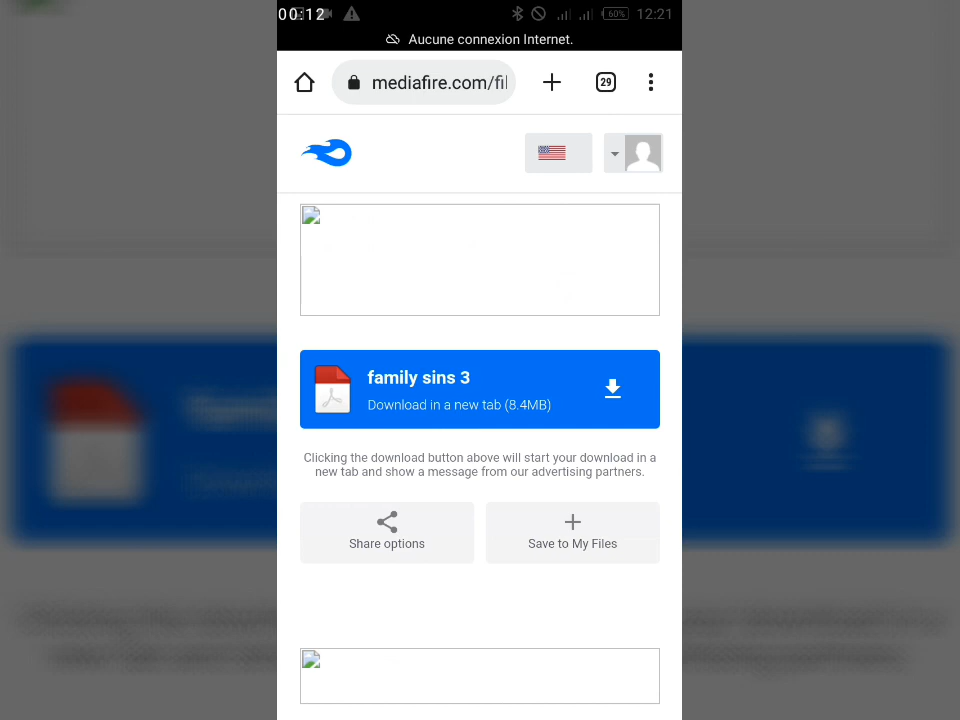 00:12
60% 12:21
Aucune connexion Internet.
mediafire.com/fil
29
family sins 3
Download in a new tab (8.4MB)
Clicking the download button above will start your download in a
new tab and show a message from our advertising partners.
Share options
Save to My Files